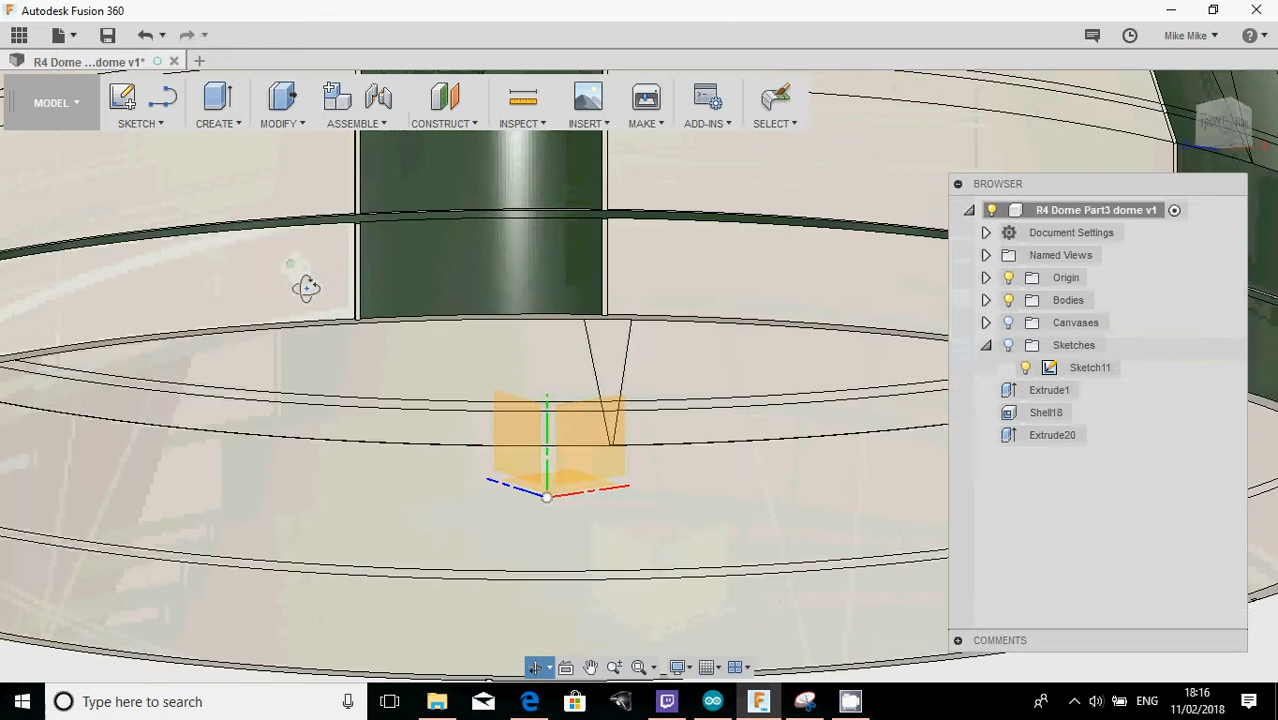 Autodesk Fusion 360
Mike Mike
R4 Dome ...dome v1*
MODEL
SKETCH
CREATE
MODIFY
ASSEMBLE
CONSTRUCT
INSPECT
INSERT
MAKE
ADD-INS
SELECT
FRONT
BROWSER
R4 Dome Part3 dome v1
Document Settings
Named Views
Origin
Bodies
Canvases
Sketches
Sketch11
Extrude1
Shell18
Extrude20
COMMENTS
Type here to search
ENG
18:16
11/02/2018